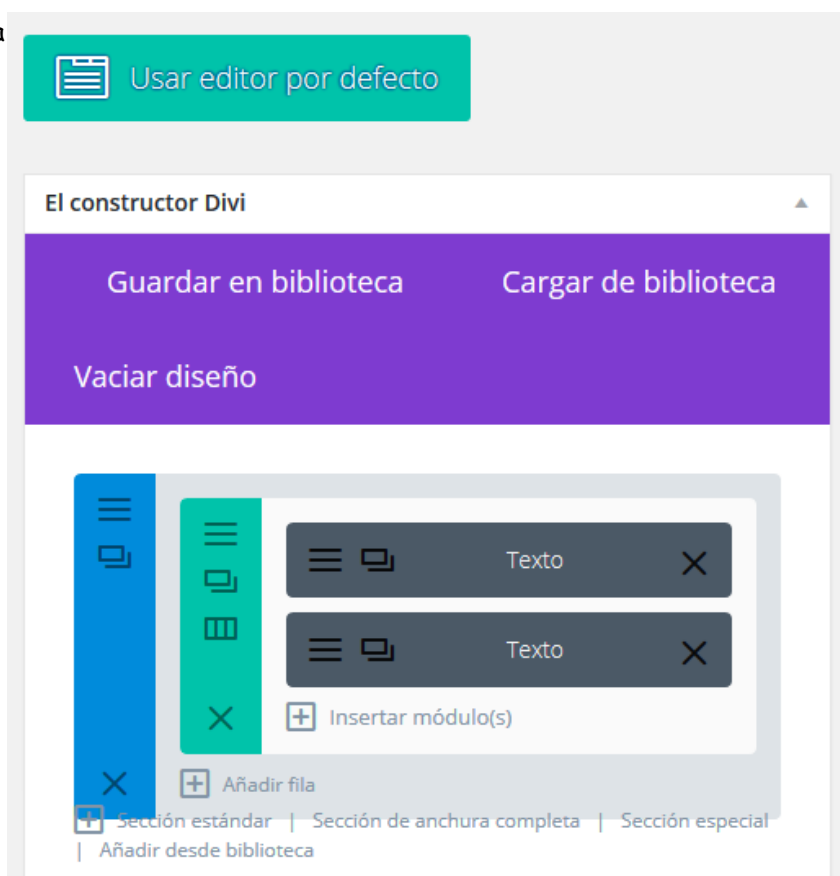 Usar editor por defecto
El constructor Divi
Guardar en biblioteca Cargar de biblioteca
Vaciar diseño
Texto
Texto
Insertar módulo(s)
Añadir fila
Sección estándar | Sección de anchura completa | Sección especial
| Añadir desde biblioteca